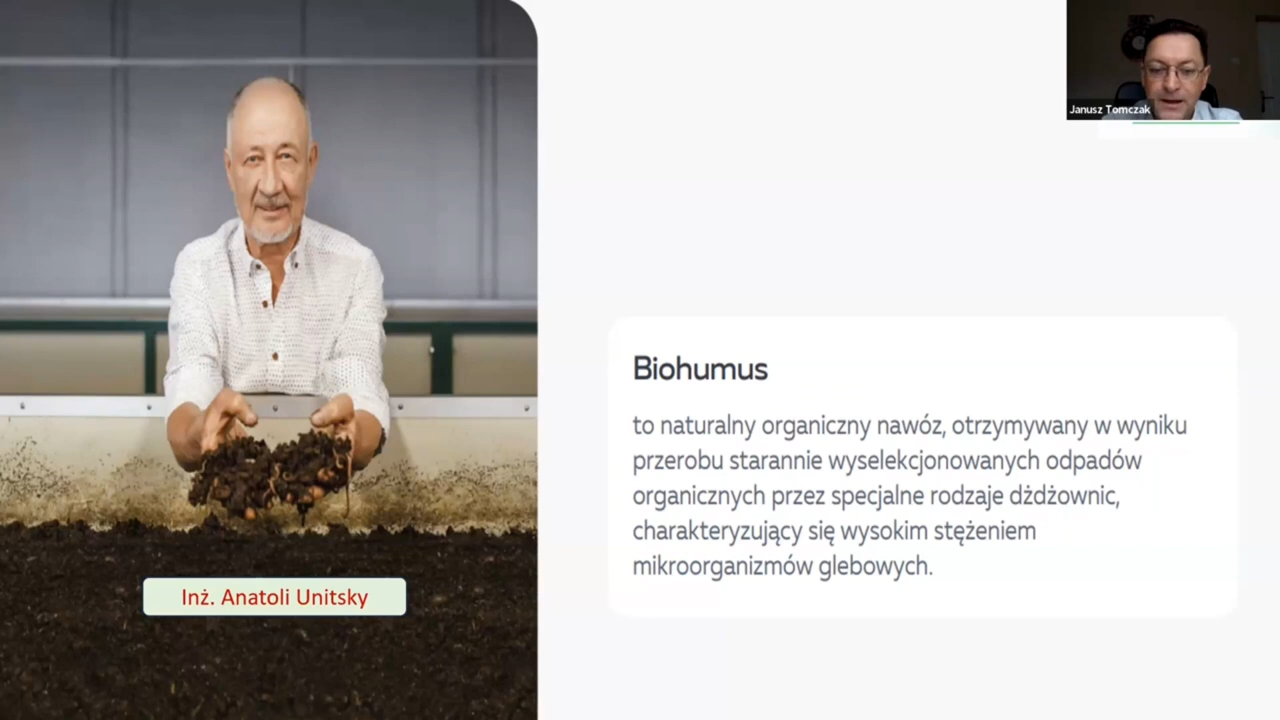 Janusz Tomczak
Biohumus
to naturalny organiczny nawóz, otrzymywany w wyniku
przerobu starannie wyselekcjonowanych odpadów
organicznych przez specjalne rodzaje dżdżownic,
charakteryzujący się wysokim stężeniem
mikroorganizmów glebowych.
Inż. Anatoli Unitsky